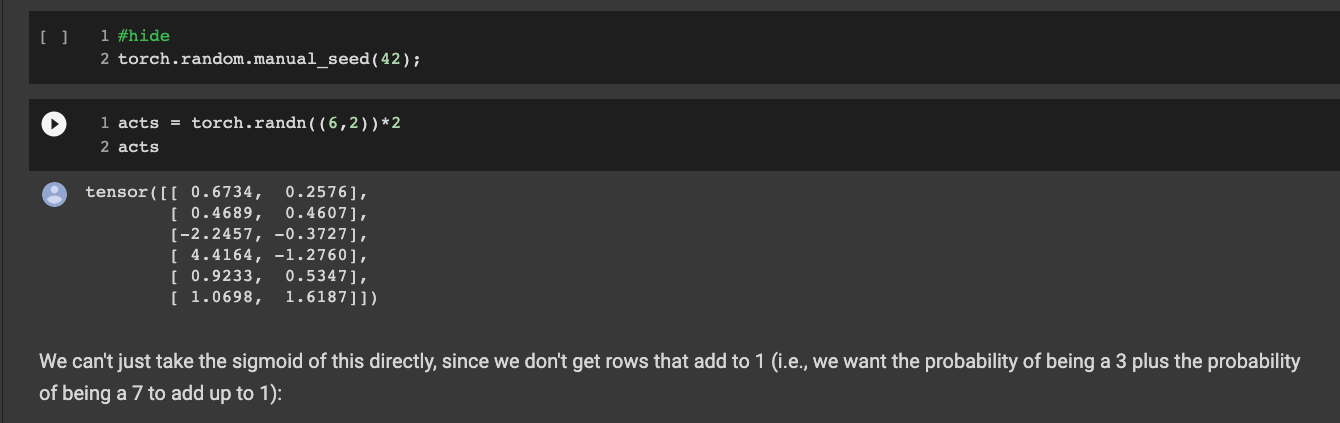 [ ] 1 #hide
2 torch.random.manual_seed(42);
1 acts = torch.randn((6,2))*2
2 acts
tensor([[ 0.6734,  0.2576],
[ 0.4689,  0.4607],
[-2.2457, -0.3727],
[ 4.4164, -1.2760],
[ 0.9233,  0.5347],
[ 1.0698,  1.6187]])
We can't just take the sigmoid of this directly, since we don't get rows that add to 1 (i.e., we want the probability of being a 3 plus the probability
of being a 7 to add up to 1):